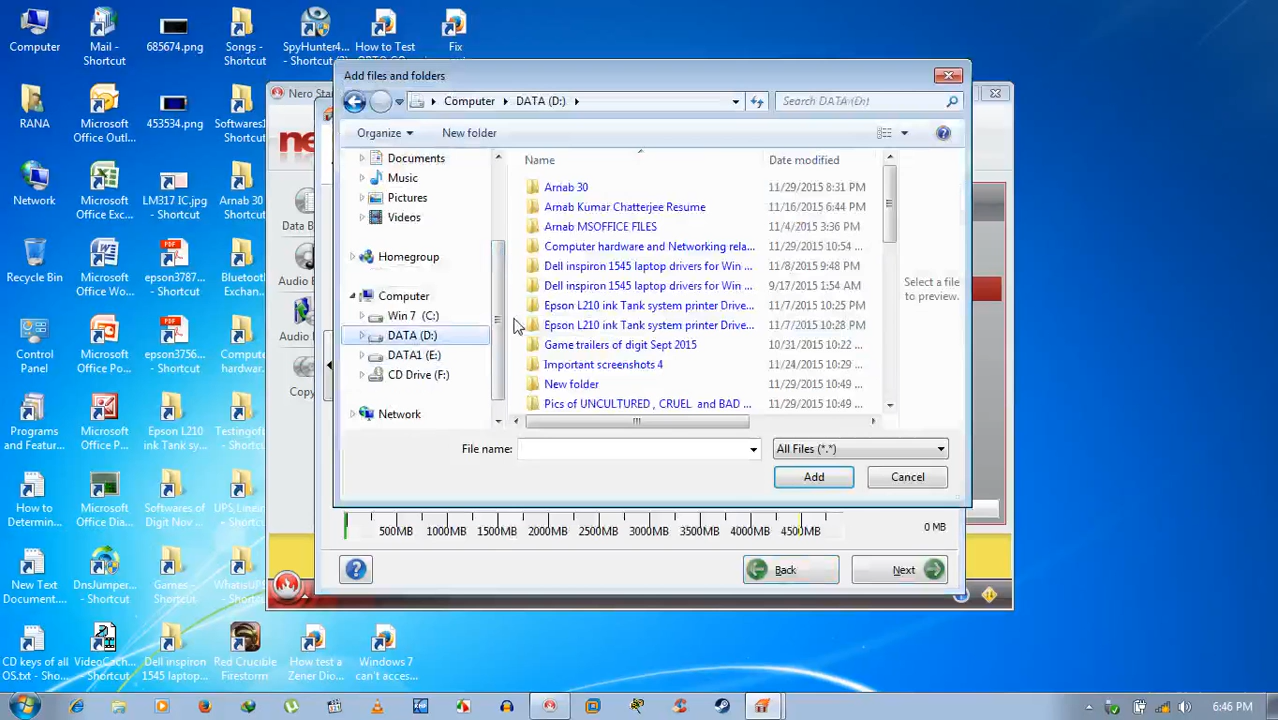 Computer
Mail - Shortcut
685674.png
Songs - Shortcut
SpyHunter4...
How to Test
Fix
RANA
Microsoft Office Outl...
453534.png
Softwares1
Network
Microsoft Office Exc...
LM317 IC.jpg - Shortcut
Arnab 30 - Shortcut
Recycle Bin
Microsoft Office Wo...
epson3787...
Bluetooth Exchan...
Control Panel
Microsoft Office Po...
epson3756...
Programs and Featur...
Microsoft Office P...
Epson L210 ink Tank sy...
How to Determin...
Microsoft Office Dia...
Softwares of Digit Nov ...
New Text Document....
DnsJumper... - Shortcut
Games - Shortcut
CD keys of all OS.txt - Sho...
VideoCach... - Shortcut
Dell inspiron 1545 laptop...
Red Crucible Firestorm
How test a Zener Dio...
Windows 7 can't acces...
Nero Sta
ne
Data B
Audio
Audio
Copy
Add files and folders
Computer
DATA (D:)
Search DATA (D:)
Organize
New folder
Documents
Music
Pictures
Videos
Homegroup
Computer
Win 7 (C:)
DATA (D:)
DATA1 (E:)
CD Drive (F:)
Network
Name
Date modified
Arnab 30 11/29/2015 8:31 PM
Arnab Kumar Chatterjee Resume 11/16/2015 6:44 PM
Arnab MSOFFICE FILES 11/4/2015 3:36 PM
Computer hardware and Networking rela... 11/29/2015 10:54 ...
Dell inspiron 1545 laptop drivers for Win ... 11/8/2015 9:48 PM
Dell inspiron 1545 laptop drivers for Win ... 9/17/2015 1:54 AM
Epson L210 ink Tank system printer Drive... 11/7/2015 10:25 PM
Epson L210 ink Tank system printer Drive... 11/7/2015 10:28 PM
Game trailers of digit Sept 2015 10/31/2015 10:22 ...
Important screenshots 4 11/24/2015 10:29 ...
New folder 11/29/2015 10:49 ...
Pics of UNCULTURED , CRUEL and BAD ... 11/29/2015 10:49 ...
Select a file
to preview.
File name:
All Files (*.*)
Add
Cancel
500MB 1000MB 1500MB 2000MB 2500MB 3000MB 3500MB 4000MB 4500MB
0 MB
Back
Next
6:46 PM